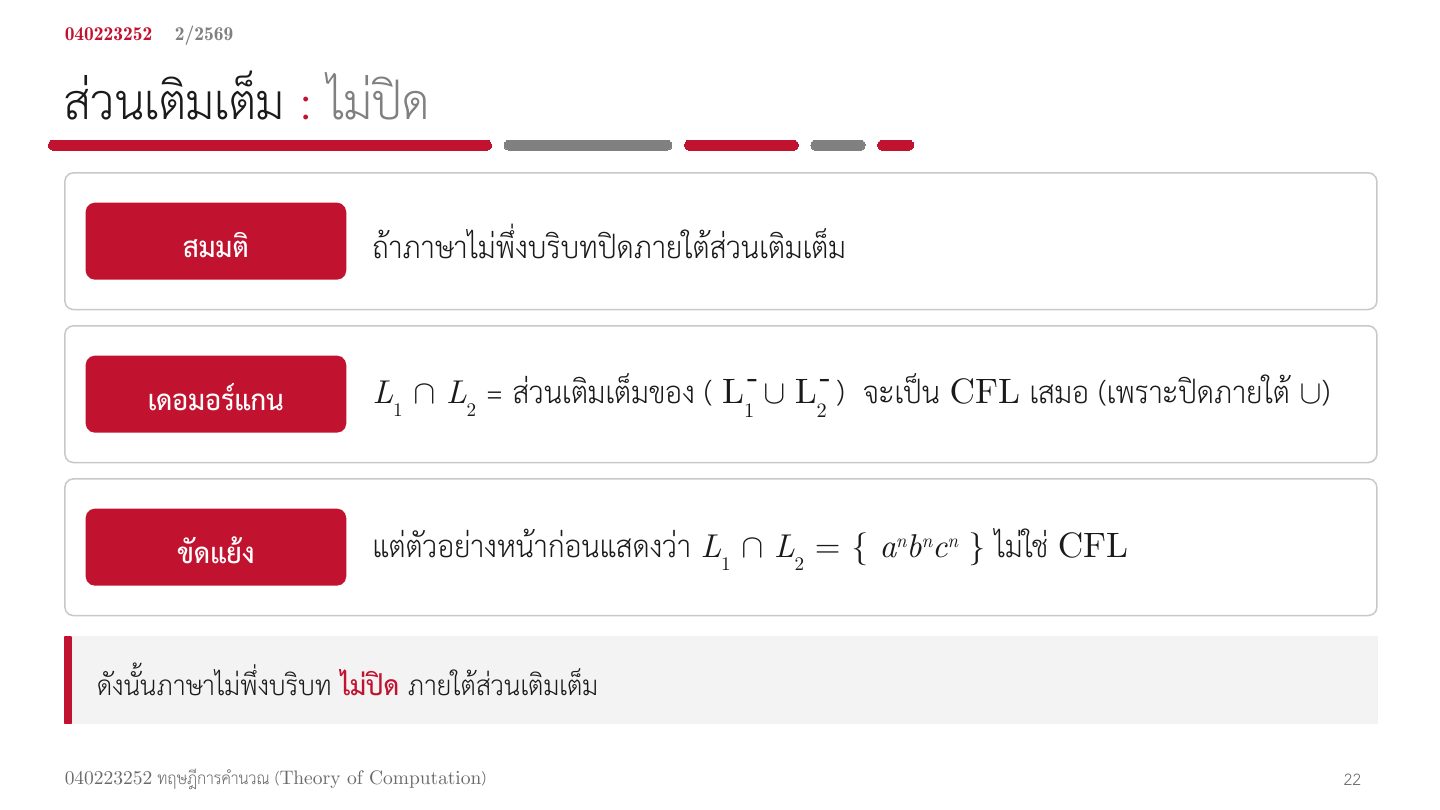 040223252 2/2569
ส่วนเติมเต็ม : ไม่ปิด
สมมติ
ถ้าภาษาไม่พึ่งบริบทปิดภายใต้ส่วนเติมเต็ม
เดอมอร์แกน
L₁ ∩ L₂ = ส่วนเติมเต็มของ ( L̄₁ ∪ L̄₂ ) จะเป็น CFL เสมอ (เพราะปิดภายใต้ ∪)
ขัดแย้ง
แต่ตัวอย่างหน้าก่อนแสดงว่า L₁ ∩ L₂ = { aⁿbⁿcⁿ } ไม่ใช่ CFL
ดังนั้นภาษาไม่พึ่งบริบท ไม่ปิด ภายใต้ส่วนเติมเต็ม
040223252 ทฤษฎีการคำนวณ (Theory of Computation)
22